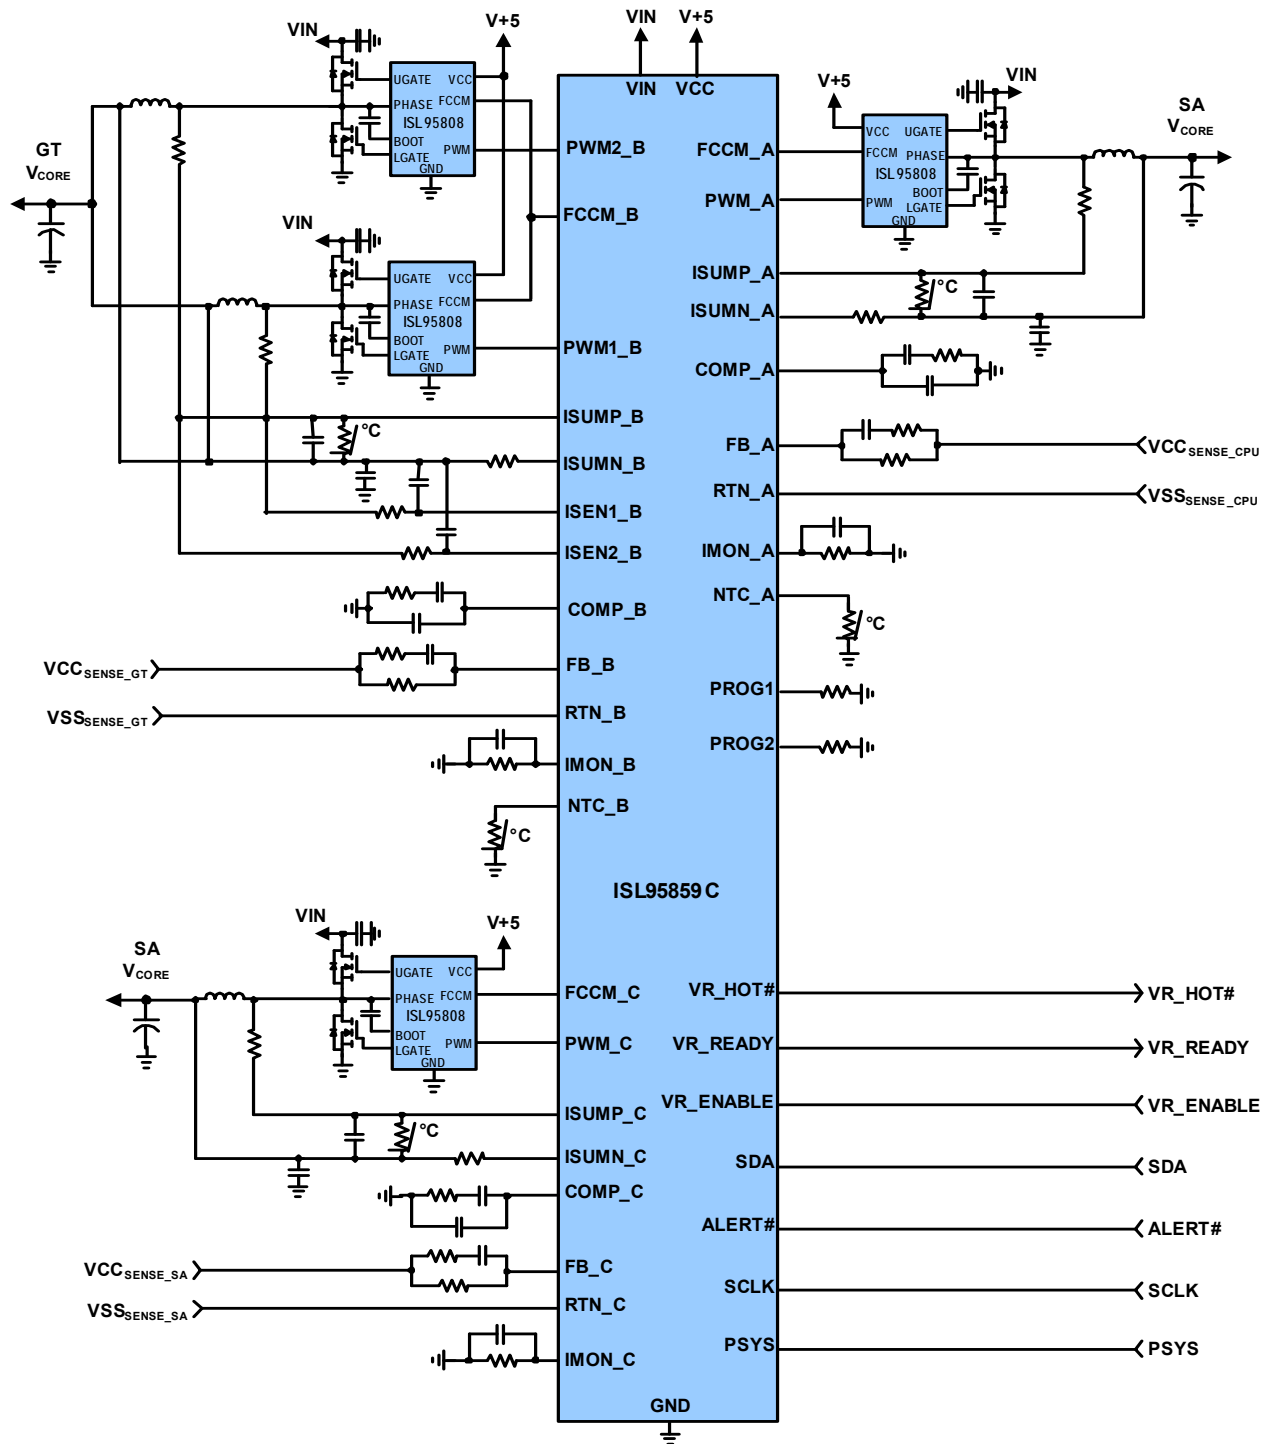 VIN
V+5
UGATE VCC
PHASE FCCM
ISL95808
BOOT
LGATE PWM
GND
GT
VCORE
VIN
UGATE VCC
PHASE FCCM
ISL95808
BOOT
LGATE PWM
GND
°C
VIN
V+5
VIN VCC
PWM2_B
FCCM_B
PWM1_B
ISUMP_B
ISUMN_B
ISEN1_B
ISEN2_B
COMP_B
VCCSENSE_GT
FB_B
VSSSENSE_GT
RTN_B
IMON_B
NTC_B
°C
ISL95859 C
FCCM_A
PWM_A
ISUMP_A
ISUMN_A
COMP_A
FB_A
RTN_A
IMON_A
NTC_A
PROG1
PROG2
V+5
VIN
VCC UGATE
FCCM PHASE
ISL95808
BOOT
PWM LGATE
GND
SA
VCORE
°C
VCCSENSE_CPU
VSSSENSE_CPU
°C
VIN
V+5
SA
VCORE
UGATE VCC
PHASE FCCM
ISL95808
BOOT PWM
LGATE
GND
FCCM_C
PWM_C
°C
ISUMP_C
ISUMN_C
COMP_C
VCCSENSE_SA
FB_C
VSSSENSE_SA
RTN_C
IMON_C
VR_HOT# VR_HOT#
VR_READY VR_READY
VR_ENABLE VR_ENABLE
SDA SDA
ALERT# ALERT#
SCLK SCLK
PSYS PSYS
GND